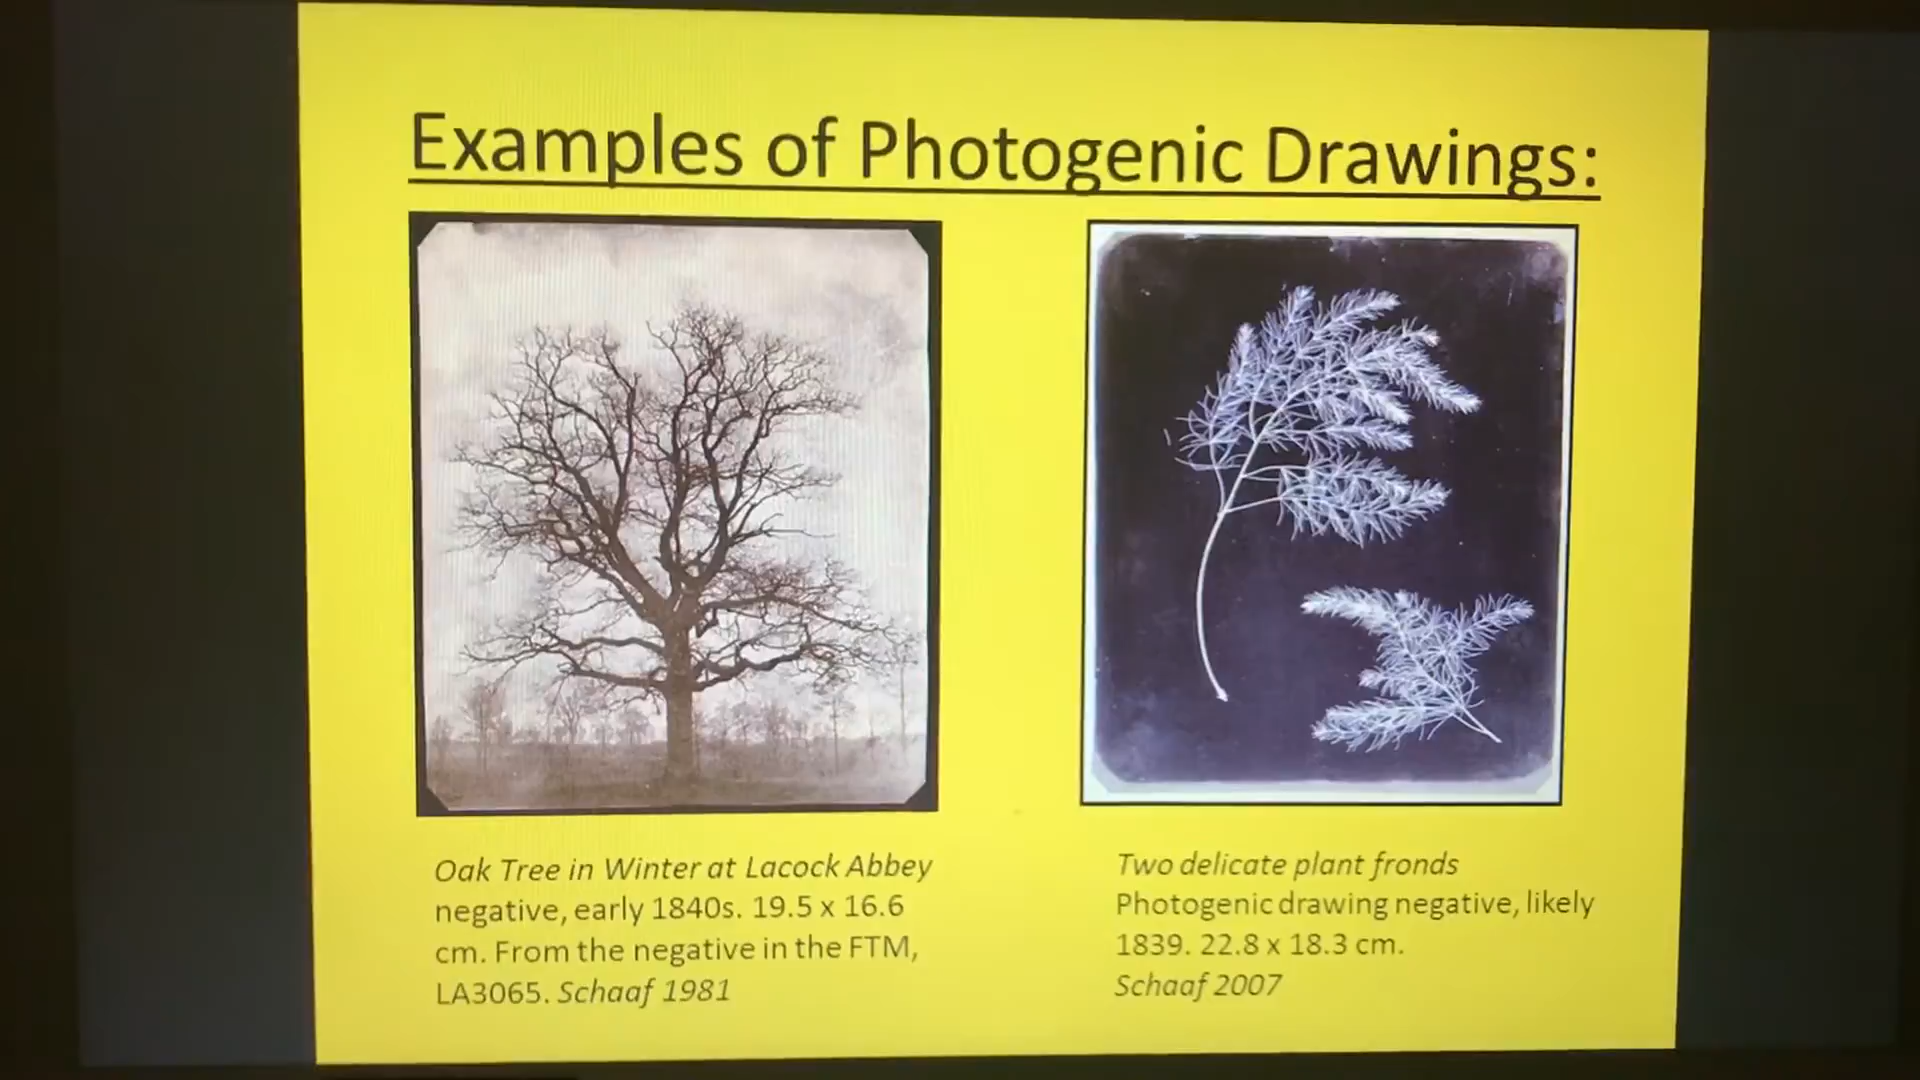 Examples of Photogenic Drawings:
Oak Tree in Winter at Lacock Abbey
negative, early 1840s. 19.5 x 16.6
cm. From the negative in the FTM,
LA3065. Schaaf 1981
Two delicate plant fronds
Photogenic drawing negative, likely
1839. 22.8 x 18.3 cm.
Schaaf 2007